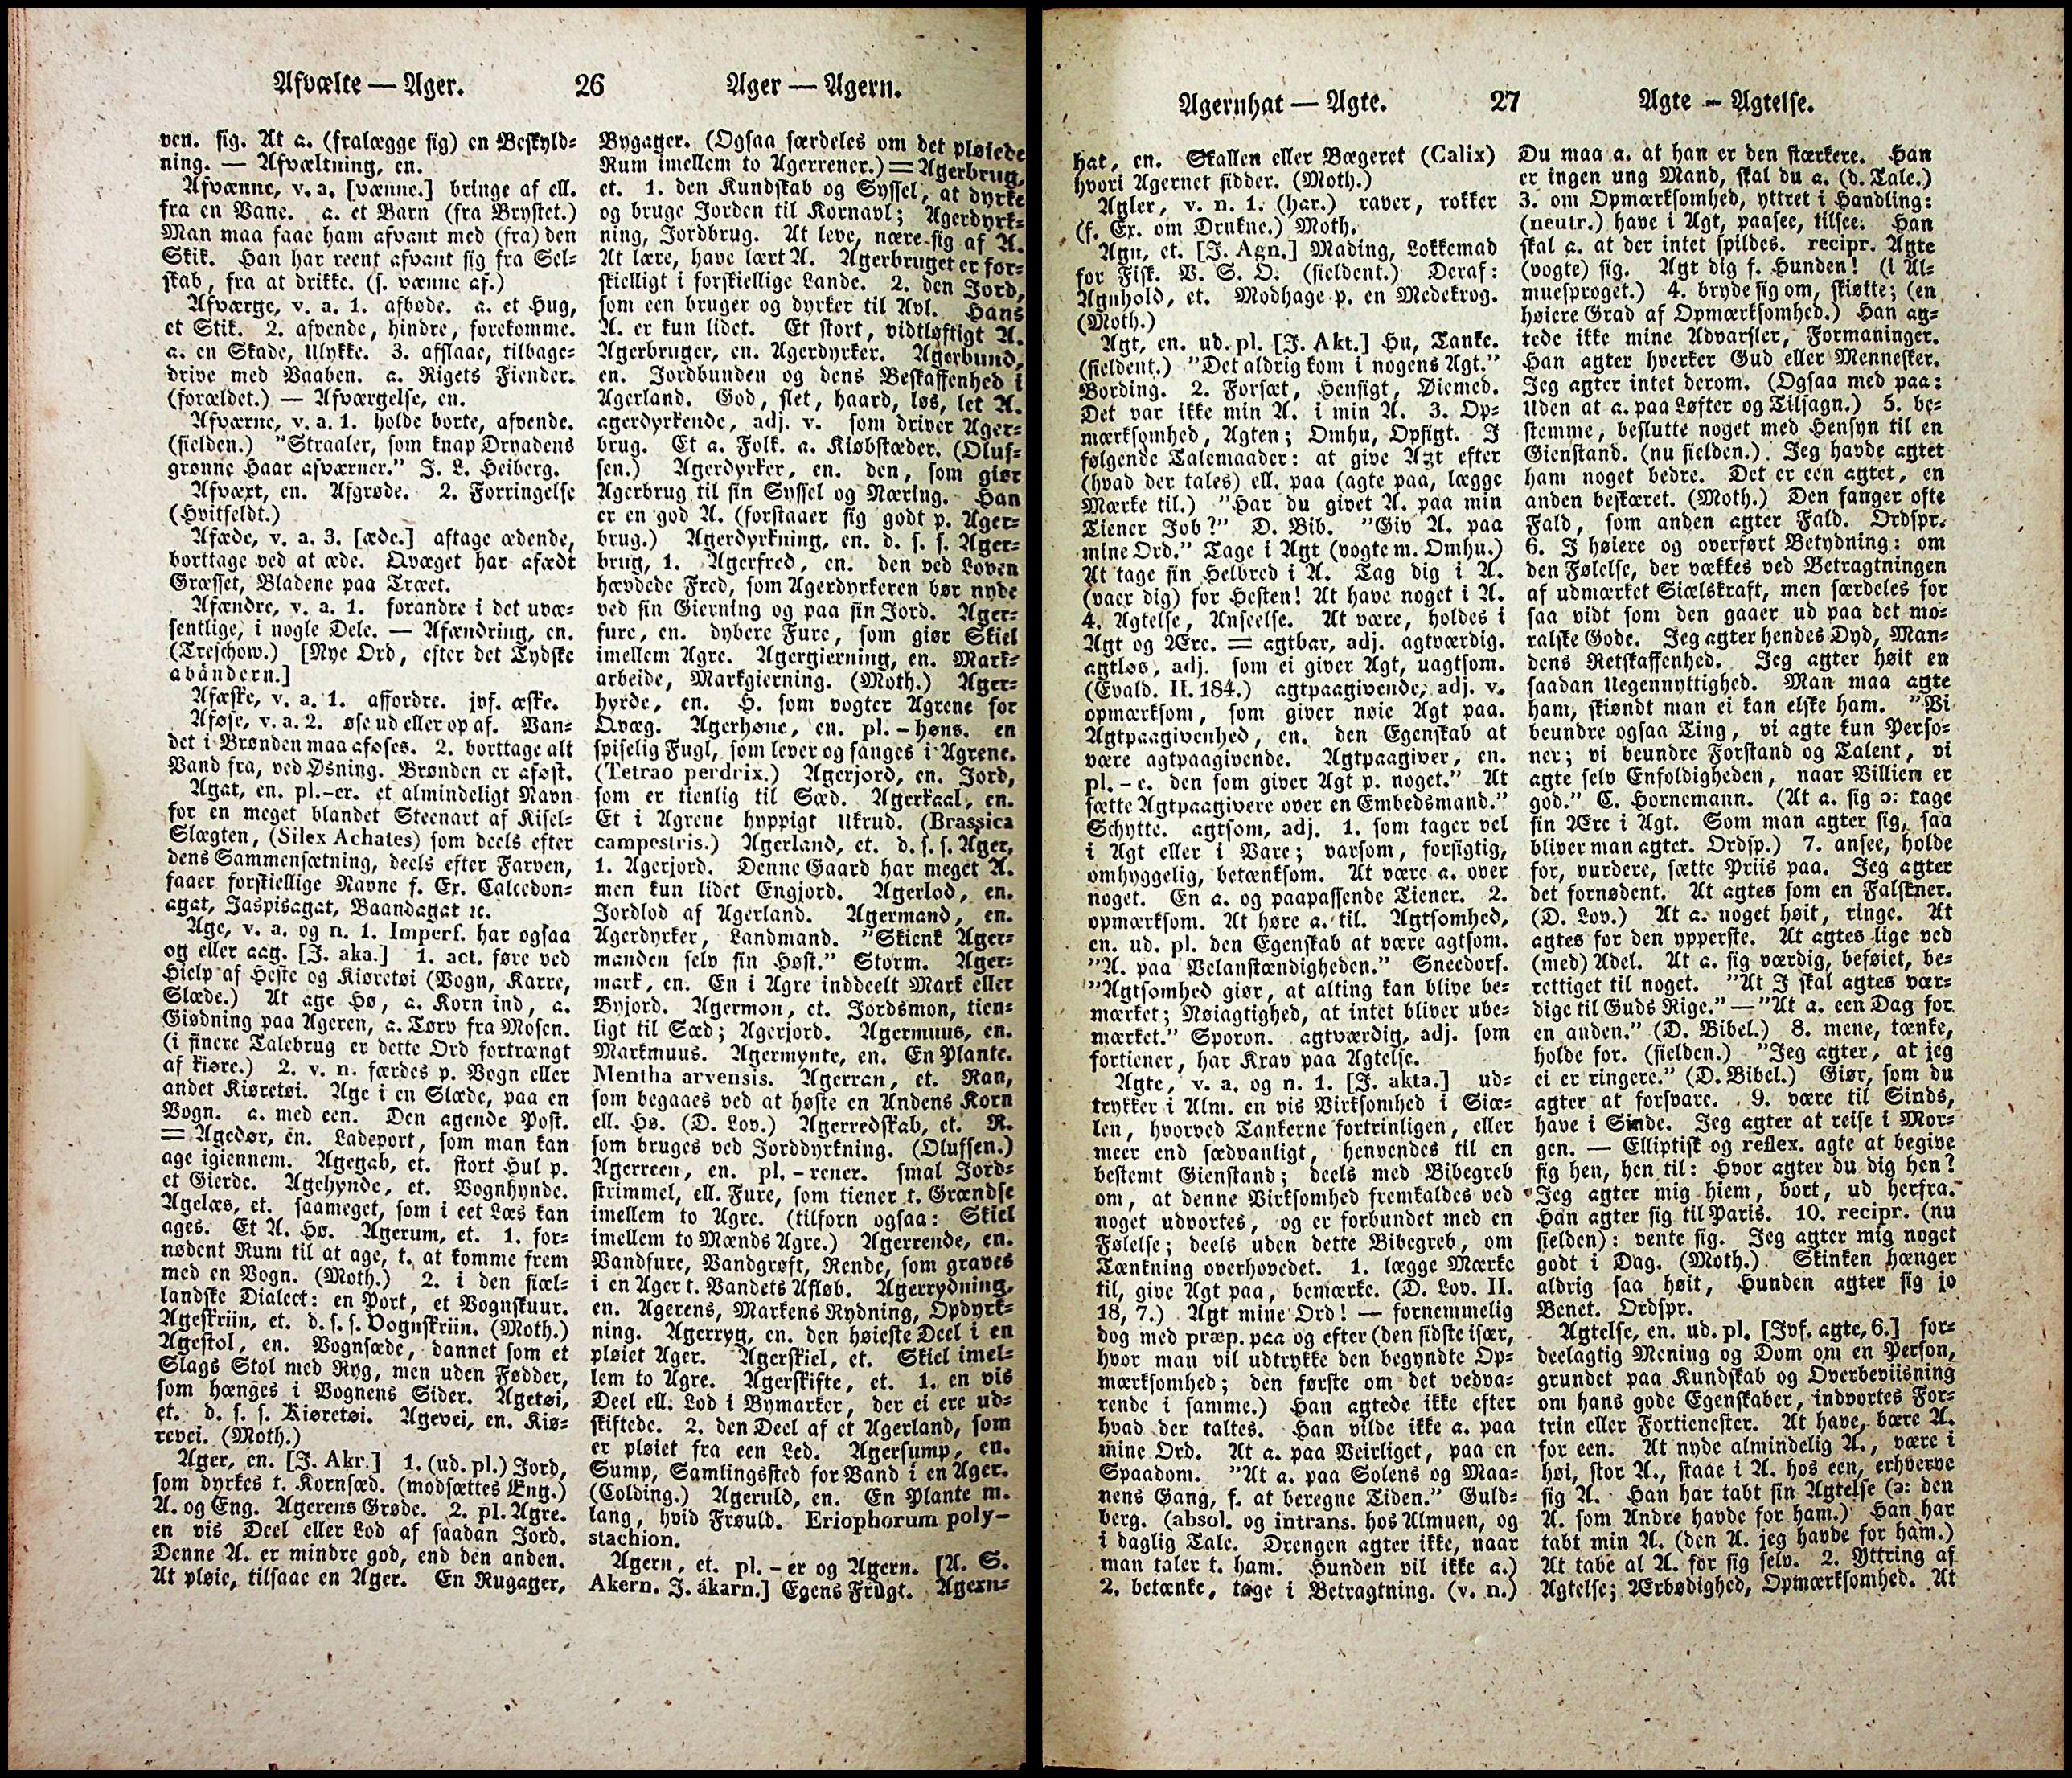 Afvælte — Ager.
26
Ager — Agern.
ven. fig. At a. (fralægge sig) en Beskyld-
ning. — Afvæltning, en.
Afvænne, v. a. [vænne.] bringe af ell.
fra en Vane. a. et Barn (fra Brystet.)
Man maa faae ham afvant med (fra) den
Skik. Han har reent afvant sig fra Sel-
skab, fra at drikke. (s. vænne af.)
Afværge, v. a. 1. afbøde. a. et Hug,
et Stik. 2. afvende, hindre, forekomme.
a. en Skade, Ulykke. 3. afslaae, tilbage-
drive med Vaaben. a. Rigets Fiender.
(forældet.) — Afværgelse, en.
Afværne, v. a. 1. holde borte, afvende.
(sielden.) "Straaler, som knap Dryadens
grønne Haar afværner." J. L. Heiberg.
Afvæxt, en. Afgrøde. 2. Forringelse
(Hvitfeldt.)
Afæde, v. a. 3. [æde.] aftage ædende,
borttage ved at æde. Qvæget har afædt
Græsset, Bladene paa Træet.
Afændre, v. a. 1. forandre i det uvæ-
sentlige, i nogle Dele. — Afændring, en.
(Treschow.) [Nye Ord, efter det Tydske
abändern.]
Afæske, v. a. 1. affordre. jvf. æske.
Aføse, v. a. 2. øse ud eller op af. Van-
det i Brønden maa aføses. 2. borttage alt
Vand fra, ved Øsning. Brønden er aføst.
Agat, en. pl.-er. et almindeligt Navn
for en meget blandet Steenart af Kisel-
Slægten, (Silex Achates) som deels efter
dens Sammensætning, deels efter Farven,
faaer forskiellige Navne f. Ex. Calcedon-
agat, Jaspisagat, Baandagat ꝛc.
Age, v. a. og n. 1. Imperf. har ogsaa
og eller aag. [J. aka.] 1. act. føre ved
Hielp af Heste og Kiøretøi (Vogn, Karre,
Slæde.) At age Hø, a. Korn ind, a.
Giødning paa Ageren, a. Tørv fra Mosen.
(i finere Talebrug er dette Ord fortrængt
af kiøre.) 2. v. n. færdes p. Vogn eller
andet Kiøretøi. Age i en Slæde, paa en
Vogn. a. med een. Den agende Post.
= Agedør, en. Ladeport, som man kan
age igiennem. Agegab, et. stort Hul p.
et Gierde. Agehynde, et. Vognhynde.
Agelæs, et. saameget, som i eet Læs kan
ages. Et A. Hø. Agerum, et. 1. for-
nødent Rum til at age, t. at komme frem
med en Vogn. (Moth.) 2. i den siæl-
landske Dialect: en Port, et Vognskuur.
Ageskriin, et. d. s. s. Vognskriin. (Moth.)
Agestol, en. Vognsæde, dannet som et
Slags Stol med Ryg, men uden Fødder,
som hænges i Vognens Sider. Agetøi,
et. d. s. s. Kiøretøi. Agevei, en. Kiø-
revei. (Moth.)
Ager, en. [J. Akr.] 1. (ud. pl.) Jord,
som dyrkes t. Kornsæd. (modsættes Eng.)
A. og Eng. Agerens Grøde. 2. pl. Agre.
en vis Deel eller Lod af saadan Jord.
Denne A. er mindre god, end den anden.
At pløie, tilsaae en Ager. En Rugager,
Bygager. (Ogsaa særdeles om det pløiede
Rum imellem to Agerrener.) = Agerbrug,
et. 1. den Kundskab og Syssel, at dyrke
og bruge Jorden til Kornavl; Agerdyrk-
ning, Jordbrug. At leve, nære sig af A.
At lære, have lært A. Agerbruget er for-
skielligt i forskiellige Lande. 2. den Jord,
som een bruger og dyrker til Avl. Hans
A. er kun lidet. Et stort, vidtløftigt A.
Agerbruger, en. Agerdyrker. Agerbund,
en. Jordbunden og dens Beskaffenhed i
Agerland. God, slet, haard, løs, let A.
agerdyrkende, adj. v. som driver Ager-
brug. Et a. Folk. a. Kiøbstæder. (Oluf-
sen.) Agerdyrker, en. den, som giør
Agerbrug til sin Syssel og Næring. Han
er en god A. (forstaaer sig godt p. Ager-
brug.) Agerdyrkning, en. d. s. s. Ager-
brug, 1. Agerfred, en. den ved Loven
hævdede Fred, som Agerdyrkeren bør nyde
ved sin Gierning og paa sin Jord. Ager-
fure, en. dybere Fure, som giør Skiel
imellem Agre. Agergierning, en. Mark-
arbeide, Markgierning. (Moth.) Ager-
hyrde, en. H. som vogter Agrene for
Qvæg. Agerhøne, en. pl. - høns. en
spiselig Fugl, som lever og fanges i Agrene.
(Tetrao perdrix.) Agerjord, en. Jord,
som er tienlig til Sæd. Agerkaal, en.
Et i Agrene hyppigt Ukrud. (Brassica
campestris.) Agerland, et. d. s. s. Ager,
1. Agerjord. Denne Gaard har meget A.
men kun lidet Engjord. Agerlod, en.
Jordlod af Agerland. Agermand, en.
Agerdyrker, Landmand. "Skienk Ager-
manden selv sin Høst." Storm. Ager-
mark, en. En i Agre inddeelt Mark eller
Byjord. Agermon, et. Jordsmon, tien-
ligt til Sæd; Agerjord. Agermuus, en.
Markmuus. Agermynte, en. En Plante.
Mentha arvensis. Agerran, et. Ran,
som begaaes ved at høste en Andens Korn
ell. Hø. (D. Lov.) Agerredskab, et. R.
som bruges ved Jorddyrkning. (Olufsen.)
Agerreen, en. pl. - rener. smal Jord-
strimmel, ell. Fure, som tiener t. Grændse
imellem to Agre. (tilforn ogsaa: Skiel
imellem to Mænds Agre.) Agerrende, en.
Vandfure, Vandgrøft, Rende, som graves
i en Ager t. Vandets Afløb. Agerrydning,
en. Agerens, Markens Rydning, Opdyrk-
ning. Agerryg, en. den høieste Deel i en
pløiet Ager. Agerskiel, et. Skiel imel-
lem to Agre. Agerskifte, et. 1. en vis
Deel ell. Lod i Bymarker, der ei ere ud-
skiftede. 2. den Deel af et Agerland, som
er pløiet fra een Led. Agersump, en.
Sump, Samlingssted for Vand i en Ager.
(Colding.) Ageruld, en. En Plante m.
lang, hvid Frøuld. Eriophorum poly-
stachion.
Agern, et. pl. - er og Agern. [A. S.
Akern. J. ákarn.] Egens Frugt. Agern-
Agernhat — Agte.
27
Agte - Agtelse.
hat, en. Skallen eller Bægeret (Calix)
hvori Agernet sidder. (Moth.)
Agler, v. n. 1. (har.) raver, rokker
(f. Ex. om Drukne.) Moth.
Agn, et. [J. Agn.] Mading, Lokkemad
for Fisk. V. S. O. (sieldent.) Deraf:
Agnhold, et. Modhage p. en Medekrog.
(Moth.)
Agt, en. ud. pl. [J. Akt.] Hu, Tanke.
(sieldent.) "Det aldrig kom i nogens Agt."
Bording. 2. Forsæt, Hensigt, Øiemed.
Det var ikke min A. i min A. 3. Op-
mærksomhed, Agten; Omhu, Opsigt. I
følgende Talemaader: at give Agt efter
(hvad der tales) ell. paa (agte paa, lægge
Mærke til.) "Har du givet A. paa min
Tiener Job?" D. Bib. "Giv A. paa
mine Ord." Tage i Agt (vogte m. Omhu.)
At tage sin Helbred i A. Tag dig i A.
(vaer dig) for Hesten! At have noget i A.
4. Agtelse, Anseelse. At være, holdes i
Agt og Ære. = agtbar, adj. agtværdig.
agtløs, adj. som ei giver Agt, uagtsom.
(Evald. II. 184.) agtpaagivende, adj. v.
opmærksom, som giver nøie Agt paa.
Agtpaagivenhed, en. den Egenskab at
være agtpaagivende. Agtpaagiver, en.
pl. - e. den som giver Agt p. noget." At
sætte Agtpaagivere over en Embedsmand."
Schytte. agtsom, adj. 1. som tager vel
i Agt eller i Vare; varsom, forsigtig,
omhyggelig, betænksom. At være a. over
noget. En a. og paapassende Tiener. 2.
opmærksom. At høre a. til. Agtsomhed,
en. ud. pl. den Egenskab at være agtsom.
"A. paa Velanstændigheden." Sneedorf.
"Agtsomhed giør, at alting kan blive be-
mærket; Nøiagtighed, at intet bliver ube-
mærket." Sporon. agtværdig, adj. som
fortiener, har Krav paa Agtelse.
Agte, v. a. og n. 1. [J. akta.] ud-
trykker i Alm. en vis Virksomhed i Siæ-
len, hvorved Tankerne fortrinligen, eller
meer end sædvanligt, henvendes til en
bestemt Gienstand; deels med Bibegreb
om, at denne Virksomhed fremkaldes ved
noget udvortes, og er forbundet med en
Følelse; deels uden dette Bibegreb, om
Tænkning overhovedet. 1. lægge Mærke
til, give Agt paa, bemærke. (D. Lov. II.
18, 7.) Agt mine Ord! — fornemmelig
dog med præp. paa og efter (den sidste især,
hvor man vil udtrykke den begyndte Op-
mærksomhed; den første om det vedva-
rende i samme.) Han agtede ikke efter
hvad der taltes. Han vilde ikke a. paa
mine Ord. At a. paa Veirliget, paa en
Spaadom. "At a. paa Solens og Maa-
nens Gang, f. at beregne Tiden." Guld-
berg. (absol. og intrans. hos Almuen, og
i daglig Tale. Drengen agter ikke, naar
man taler t. ham. Hunden vil ikke a.)
2. betænke, tage i Betragtning. (v. n.)
Du maa a. at han er den stærkere. Han
er ingen ung Mand, skal du a. (d. Tale.)
3. om Opmærksomhed, yttret i Handling:
(neutr.) have i Agt, paasee, tilsee. Han
skal a. at der intet spildes. recipr. Agte
(vogte) sig. Agt dig f. Hunden! (i Al-
muesproget.) 4. bryde sig om, skiøtte; (en
høiere Grad af Opmærksomhed.) Han ag-
tede ikke mine Advarsler, Formaninger.
Han agter hverker Gud eller Mennesker.
Jeg agter intet derom. (Ogsaa med paa:
Uden at a. paa Løfter og Tilsagn.) 5. be-
stemme, beslutte noget med Hensyn til en
Gienstand. (nu sielden.) Jeg havde agtet
ham noget bedre. Det er een agtet, en
anden beskæret. (Moth.) Den fanger ofte
Fald, som anden agter Fald. Ordspr.
6. I høiere og overført Betydning: om
den Følelse, der vækkes ved Betragtningen
af udmærket Siælskraft, men særdeles for
saa vidt som den gaaer ud paa det mo-
ralske Gode. Jeg agter hendes Dyd, Man-
dens Retskaffenhed. Jeg agter høit en
saadan Uegennyttighed. Man maa agte
ham, skiøndt man ei kan elske ham. "Vi
beundre ogsaa Ting, vi agte kun Perso-
ner; vi beundre Forstand og Talent, vi
agte selv Enfoldigheden, naar Villien er
god." C. Hornemann. (At a. sig ɔ: tage
sin Ære i Agt. Som man agter sig, saa
bliver man agtet. Ordsp.) 7. ansee, holde
for, vurdere, sætte Priis paa. Jeg agter
det fornødent. At agtes som en Falskner.
(D. Lov.) At a. noget høit, ringe. At
agtes for den ypperste. At agtes lige ved
(med) Adel. At a. sig værdig, beføiet, be-
rettiget til noget. "At I skal agtes vær-
dige til Guds Rige." — "At a. een Dag for
en anden." (D. Bibel.) 8. mene, tænke,
holde for. (sielden.) "Jeg agter, at jeg
ei er ringere." (D. Bibel.) Giør, som du
agter at forsvare. 9. være til Sinds,
have i Sinde. Jeg agter at reise i Mor-
gen. — Elliptisk og reflex. agte at begive
sig hen, hen til: Hvor agter du dig hen?
Jeg agter mig hiem, bort, ud herfra.
Han agter sig til Paris. 10. recipr. (nu
sielden): vente sig. Jeg agter mig noget
godt i Dag. (Moth.) Skinken hænger
aldrig saa høit, Hunden agter sig jo
Benet. Ordspr.
Agtelse, en. ud. pl. [Jvf. agte, 6.] for-
deelagtig Mening og Dom om en Person,
grundet paa Kundskab og Overbeviisning
om hans gode Egenskaber, indvortes For-
trin eller Fortienester. At have, bære A.
for een. At nyde almindelig A., være i
høi, stor A., staae i A. hos een, erhverve
sig A. Han har tabt sin Agtelse (ɔ: den
A. som Andre havde for ham.) Han har
tabt min A. (den A. jeg havde for ham.)
At tabe al A. for sig selv. 2. Yttring af
Agtelse; Ærbødighed, Opmærksomhed. At